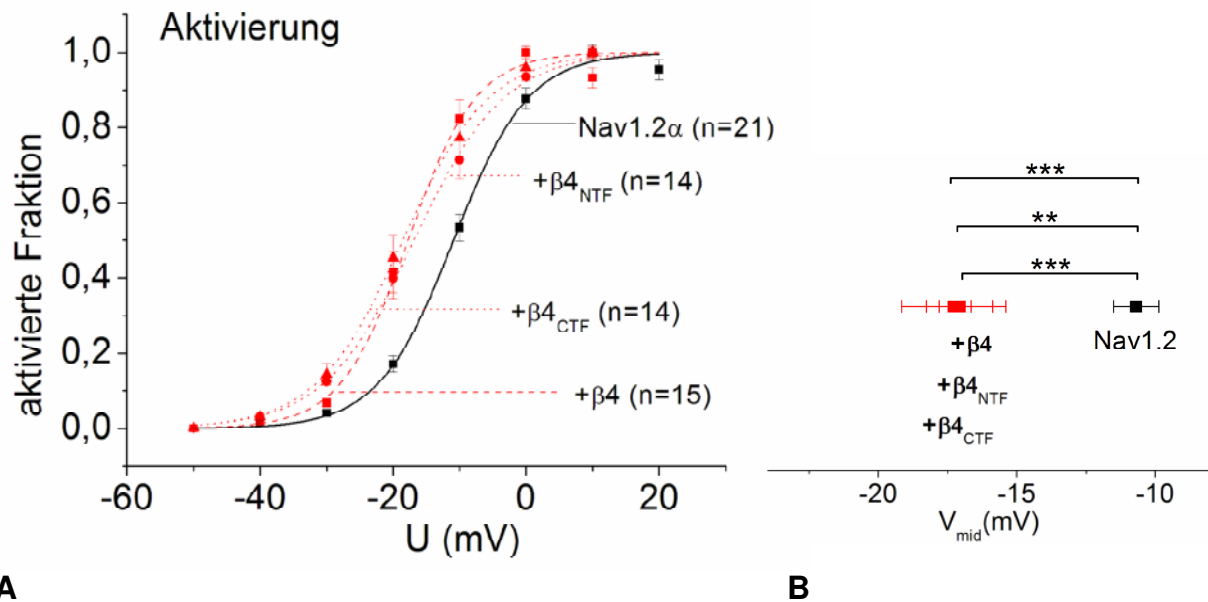 Aktivierung
1,0
0,8
0,6
0,4
0,2
0,0
aktivierte Fraktion
Nav1.2α (n=21)
+β4NTF (n=14)
+β4CTF (n=14)
+β4 (n=15)
-60 -40 -20 0 20
U (mV)
A
***
**
***
Nav1.2
+β4
+β4NTF
+β4CTF
-20 -15 -10
Vmid(mV)
B